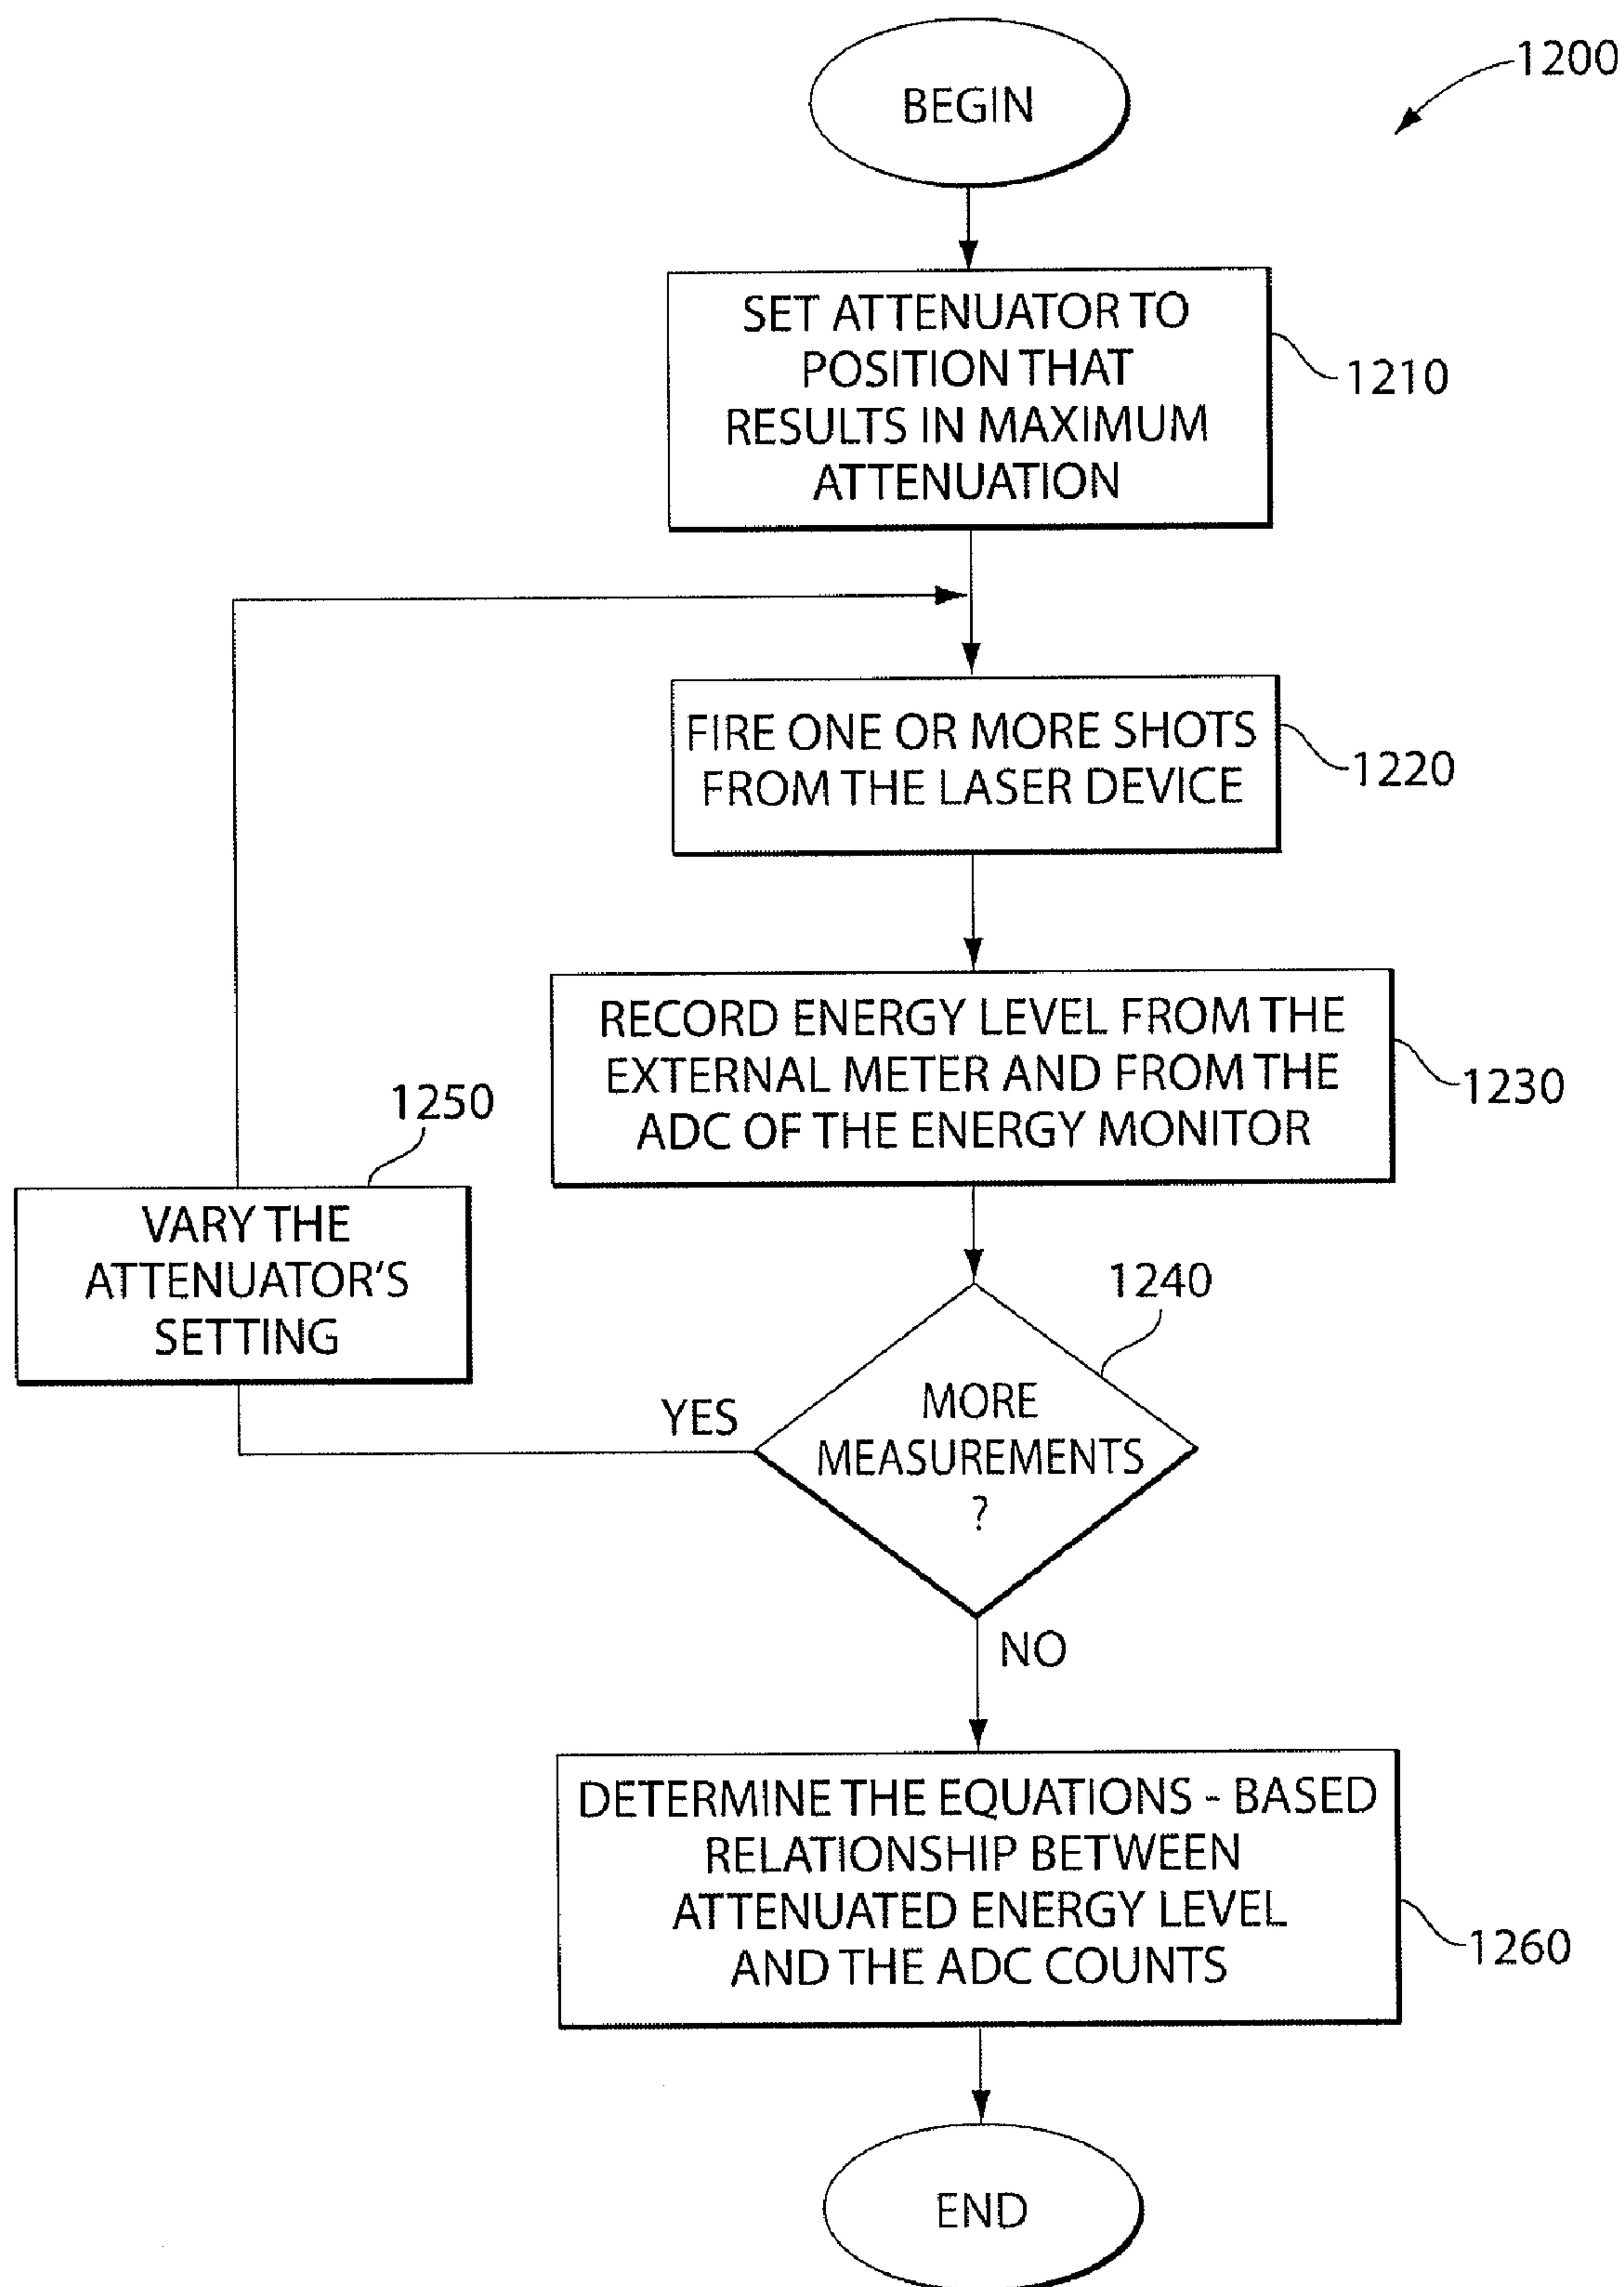 1200
BEGIN
SET ATTENUATOR TO
POSITION THAT
RESULTS IN MAXIMUM
ATTENUATION
1210
FIRE ONE OR MORE SHOTS
FROM THE LASER DEVICE
1220
RECORD ENERGY LEVEL FROM THE
EXTERNAL METER AND FROM THE
ADC OF THE ENERGY MONITOR
1230
1250
VARY THE
ATTENUATOR'S
SETTING
1240
YES
MORE
MEASUREMENTS
?
NO
DETERMINE THE EQUATIONS - BASED
RELATIONSHIP BETWEEN
ATTENUATED ENERGY LEVEL
AND THE ADC COUNTS
1260
END